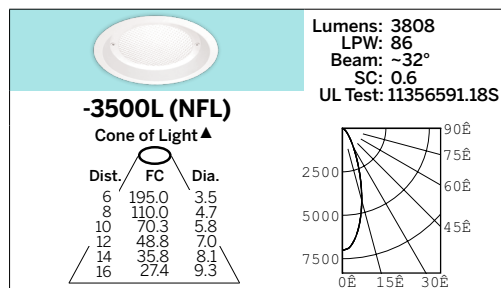 Lumens: 3808
LPW: 86
Beam: ~32°
SC: 0.6
UL Test: 11356591.18S
-3500L (NFL)
Cone of Light▲
Dist. FC Dia.
6 195.0 3.5
8 110.0 4.7
10 70.3 5.8
12 48.8 7.0
14 35.8 8.1
16 27.4 9.3
90Ê
75Ê
2500
60Ê
5000
45Ê
7500
0Ê 15Ê 30Ê